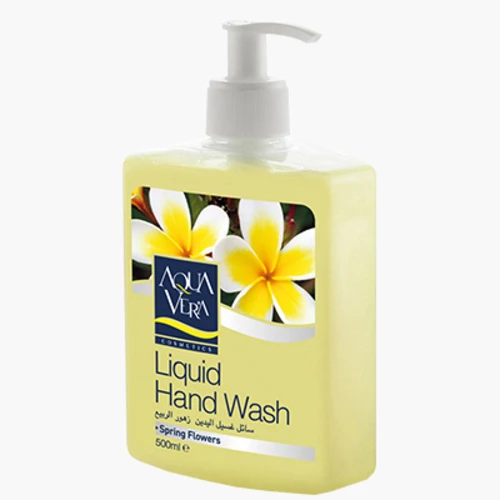 AQUA
VERA
COSMETICS
Liquid
Hand Wash
سائل غسيل اليدين زهور الربيع
Spring Flowers
500ml e